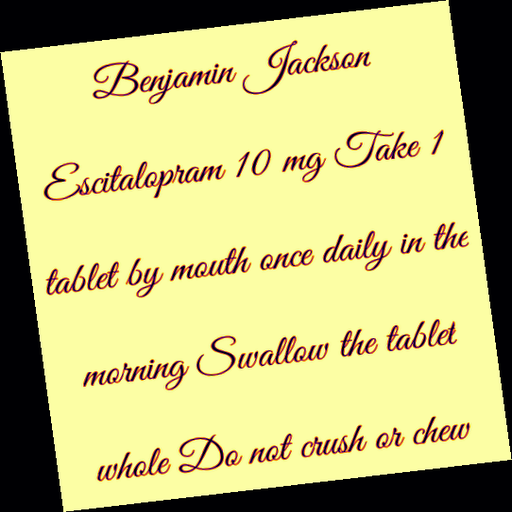 Benjamin Jackson
Escitalopram 10 mg Take 1
tablet by mouth once daily in the
morning Swallow the tablet
whole Do not crush or chew